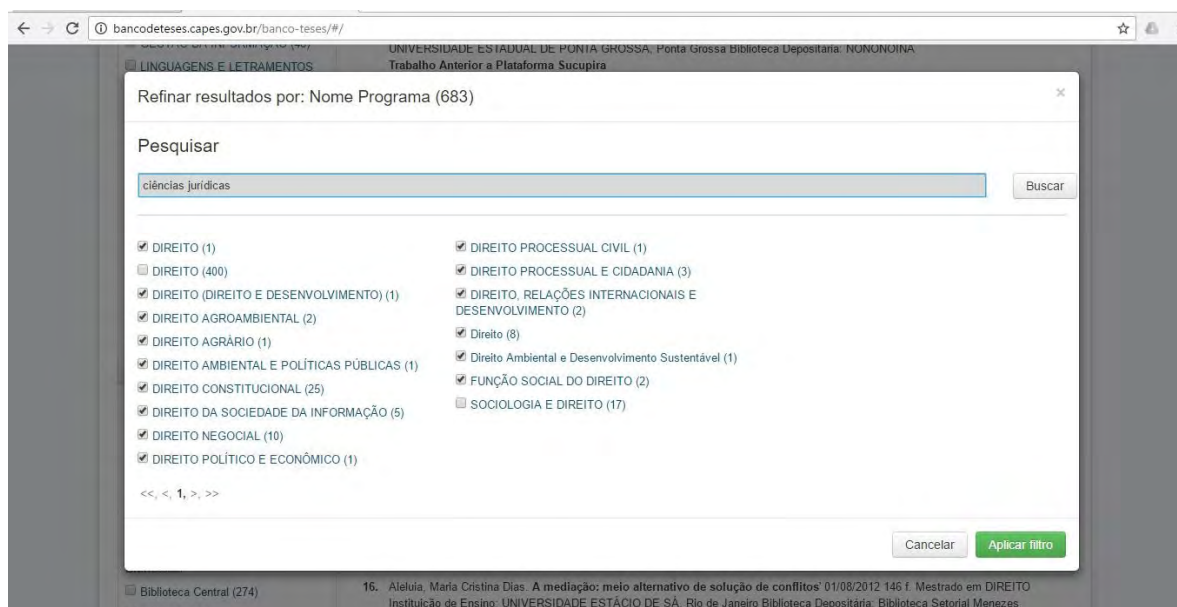 bancodeteses.capes.gov.br/banco-teses/#/
UNIVERSIDADE ESTADUAL DE PONTA GROSSA, Ponta Grossa Biblioteca Depositária: NONONOINA
LINGUAGENS E LETRAMENTOS
Trabalho Anterior a Plataforma Sucupira
Refinar resultados por: Nome Programa (683)
×
Pesquisar
ciências jurídicas
Buscar
DIREITO (1)
DIREITO (400)
DIREITO (DIREITO E DESENVOLVIMENTO) (1)
DIREITO AGROAMBIENTAL (2)
DIREITO AGRÁRIO (1)
DIREITO AMBIENTAL E POLÍTICAS PÚBLICAS (1)
DIREITO CONSTITUCIONAL (25)
DIREITO DA SOCIEDADE DA INFORMAÇÃO (5)
DIREITO NEGOCIAL (10)
DIREITO POLÍTICO E ECONÔMICO (1)
DIREITO PROCESSUAL CIVIL (1)
DIREITO PROCESSUAL E CIDADANIA (3)
DIREITO, RELAÇÕES INTERNACIONAIS E
DESENVOLVIMENTO (2)
Direito (8)
Direito Ambiental e Desenvolvimento Sustentável (1)
FUNÇÃO SOCIAL DO DIREITO (2)
SOCIOLOGIA E DIREITO (17)
<<, <, 1, >, >>
Cancelar
Aplicar filtro
Biblioteca Central (274)
16. Aleluia, Maria Cristina Dias. A mediação: meio alternativo de solução de conflitos' 01/08/2012 146 f. Mestrado em DIREITO
Instituição de Ensino: UNIVERSIDADE ESTÁCIO DE SÁ, Rio de Janeiro Biblioteca Depositária: Biblioteca Setorial Menezes